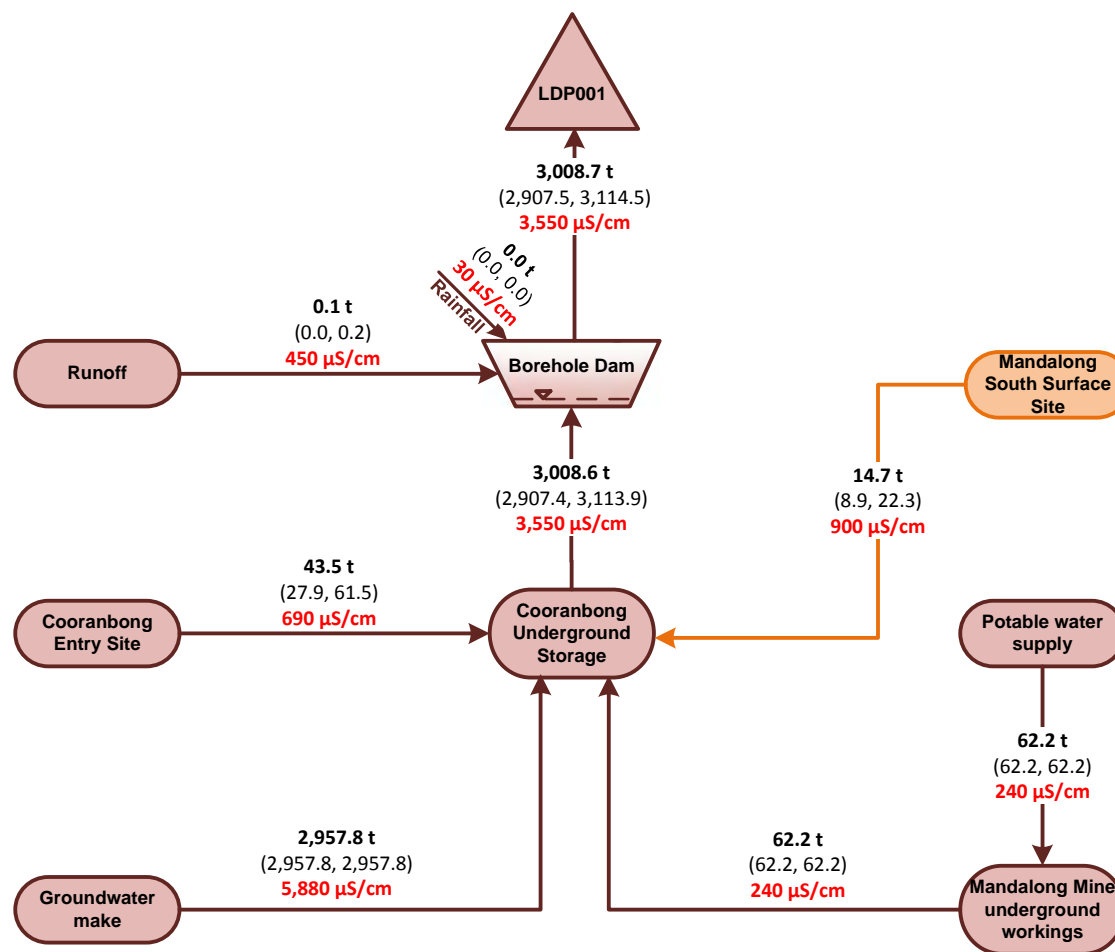 LDP001
3,008.7 t
(2,907.5, 3,114.5)
3,550 µS/cm
0.0 t
(0.0, 0.0)
30 µS/cm
Rainfall
0.1 t
(0.0, 0.2)
450 µS/cm
Runoff
Borehole Dam
Mandalong
South Surface
Site
3,008.6 t
(2,907.4, 3,113.9)
3,550 µS/cm
14.7 t
(8.9, 22.3)
900 µS/cm
43.5 t
(27.9, 61.5)
690 µS/cm
Cooranbong
Entry Site
Cooranbong
Underground
Storage
Potable water
supply
62.2 t
(62.2, 62.2)
240 µS/cm
2,957.8 t
(2,957.8, 2,957.8)
5,880 µS/cm
62.2 t
(62.2, 62.2)
240 µS/cm
Groundwater
make
Mandalong Mine
underground
workings